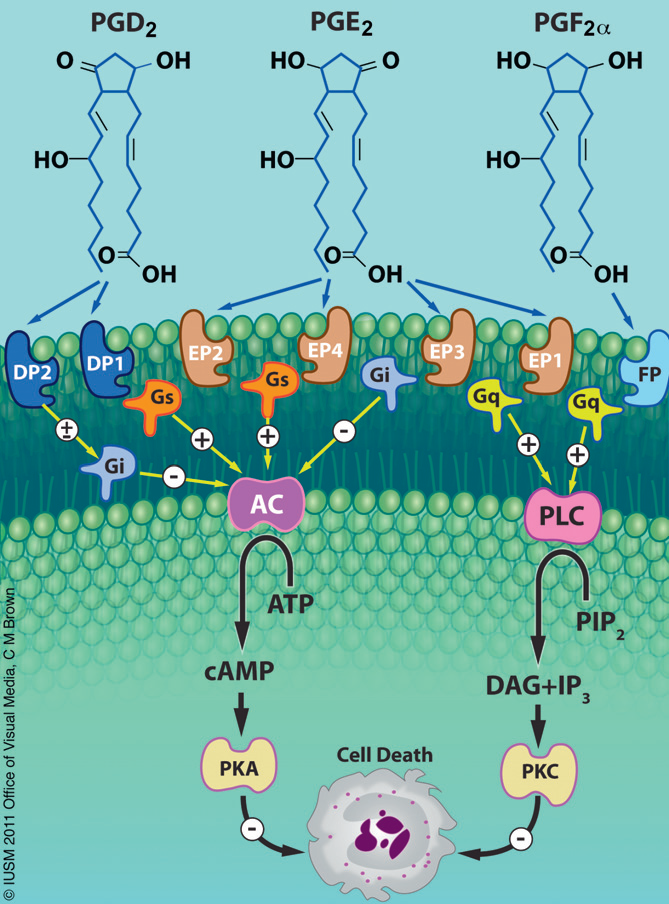 PGD2
PGE2
PGF2α
O
OH
HO
O
OH
HO
OH
HO
HO
HO
O
OH
O
OH
O
OH
DP2
DP1
EP2
EP4
EP3
EP1
FP
Gs
Gs
Gi
Gq
Gq
±
+
+
-
+
+
Gi
-
AC
PLC
ATP
PIP2
cAMP
DAG+IP3
PKA
Cell Death
PKC
-
-
© IUSM 2011 Office of Visual Media, C M Brown